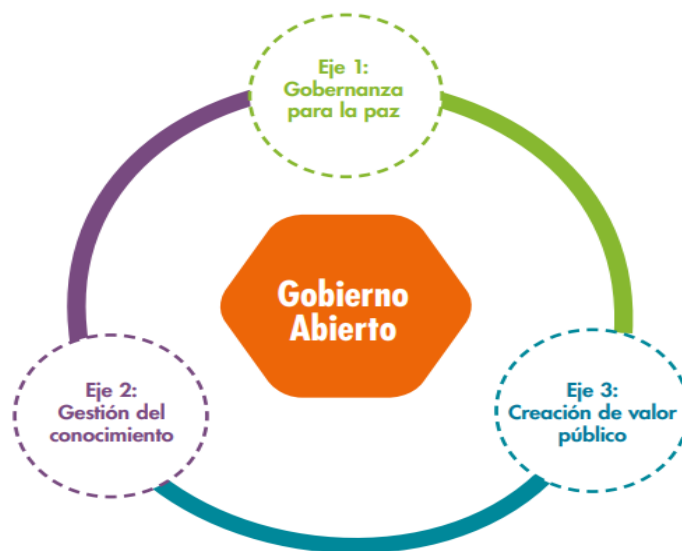 Eje 1:
Gobernanza
para la paz
Gobierno
Abierto
Eje 2:
Gestión del
conocimiento
Eje 3:
Creación de valor
público